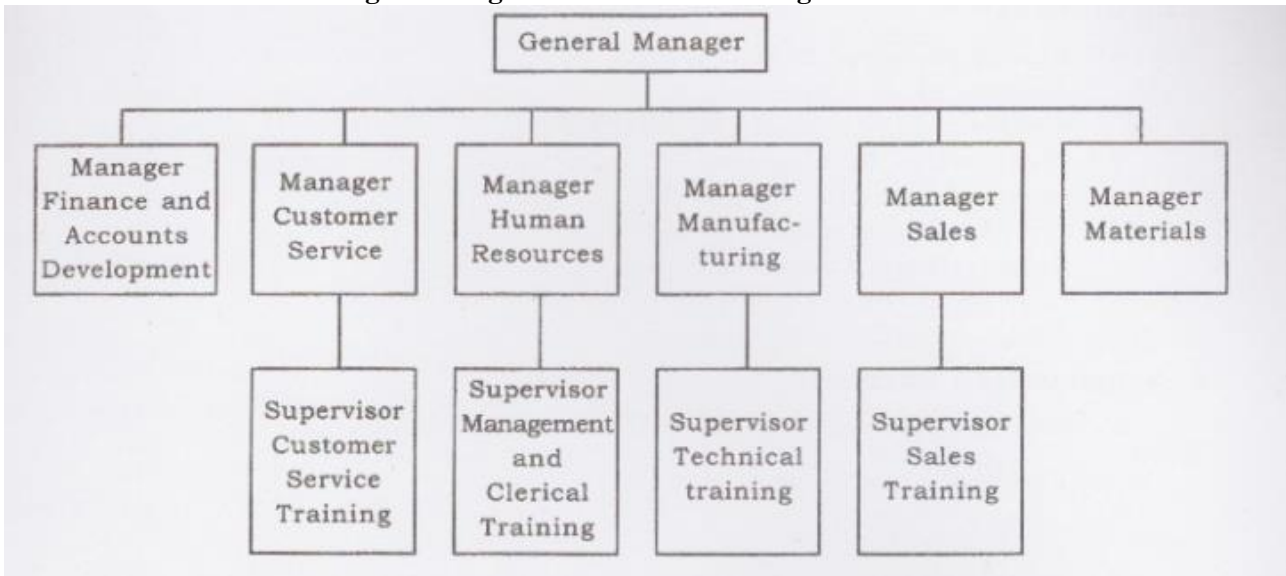 General Manager
Manager
Finance and
Accounts
Development
Manager
Customer
Service
Manager
Human
Resources
Manager
Manufac-
turing
Manager
Sales
Manager
Materials
Supervisor
Customer
Service
Training
Supervisor
Management
and
Clerical
Training
Supervisor
Technical
training
Supervisor
Sales
Training